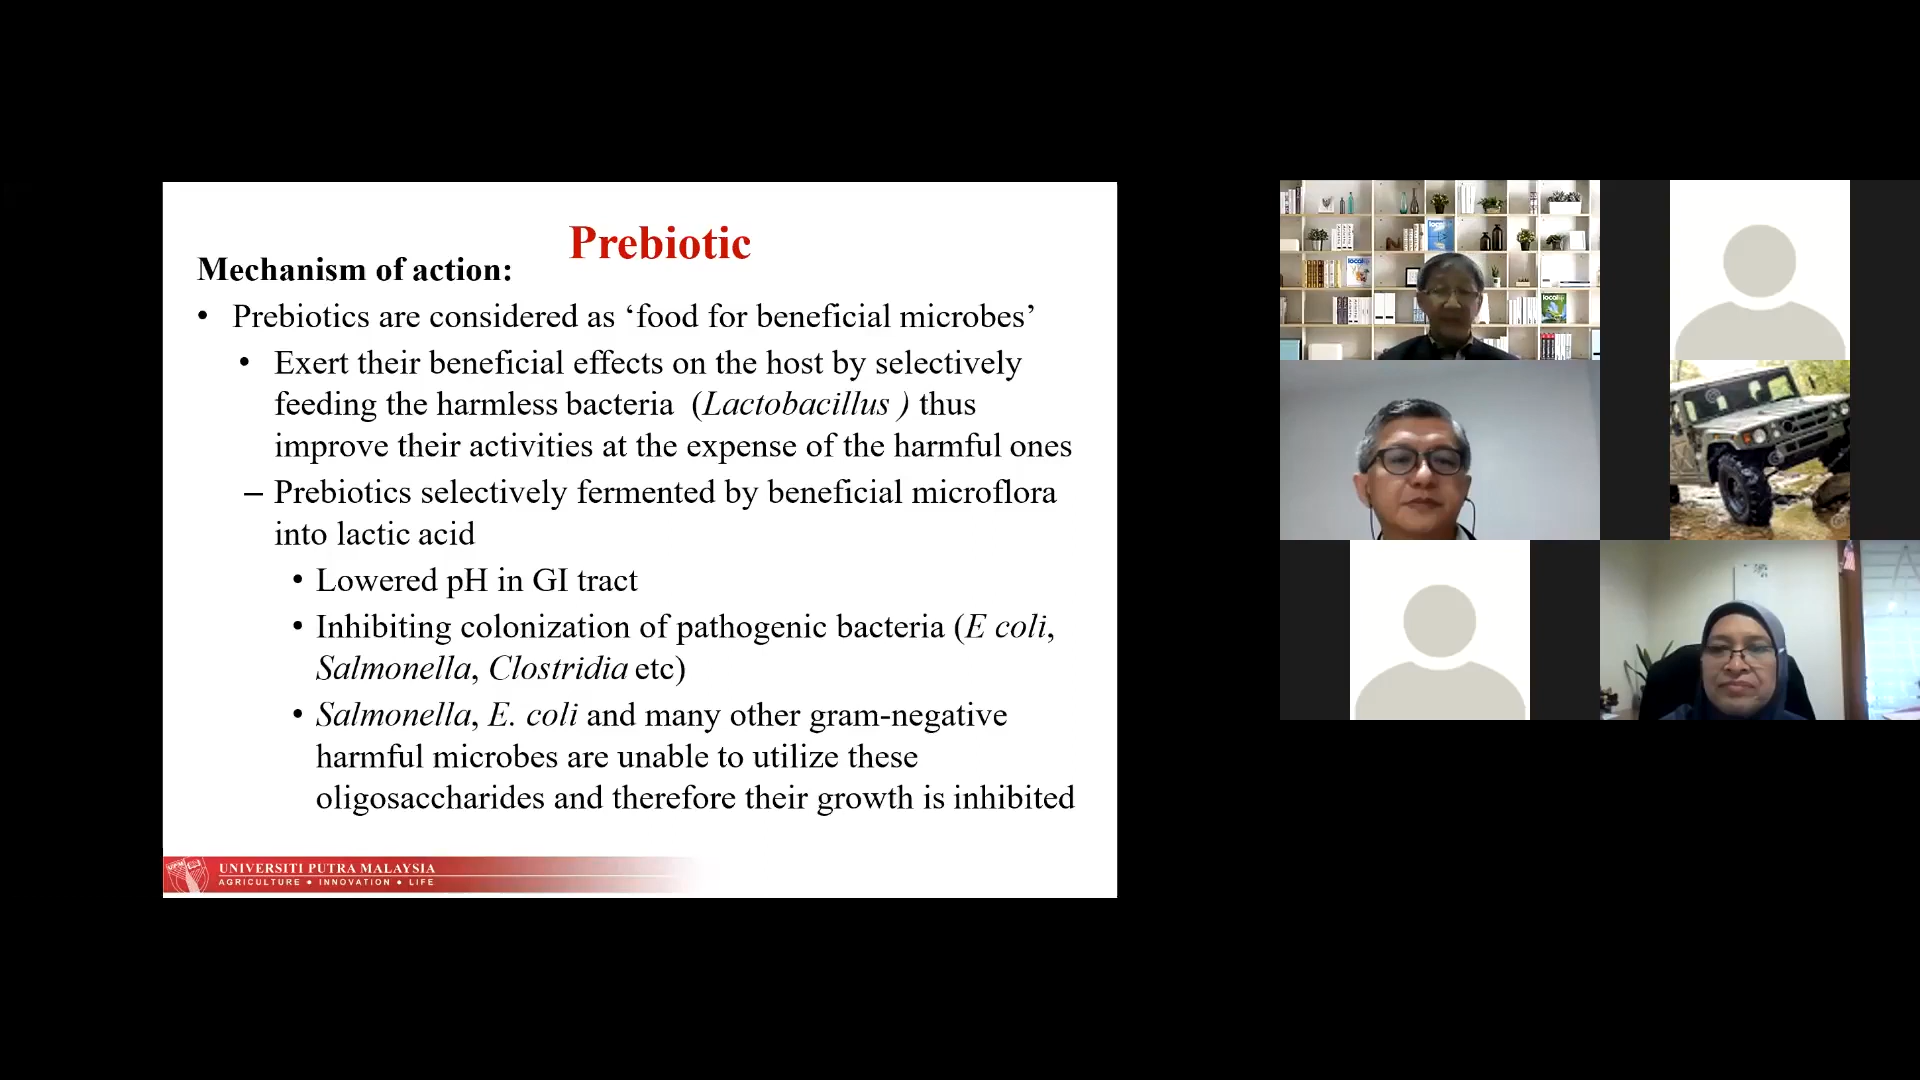 Prebiotic
Mechanism of action:
• Prebiotics are considered as ‘food for beneficial microbes’
• Exert their beneficial effects on the host by selectively
feeding the harmless bacteria (Lactobacillus ) thus
improve their activities at the expense of the harmful ones
– Prebiotics selectively fermented by beneficial microflora
into lactic acid
• Lowered pH in GI tract
• Inhibiting colonization of pathogenic bacteria (E coli,
Salmonella, Clostridia etc)
• Salmonella, E. coli and many other gram-negative
harmful microbes are unable to utilize these
oligosaccharides and therefore their growth is inhibited
UNIVERSITI PUTRA MALAYSIA
AGRICULTURE • INNOVATION • LIFE
local
local
local